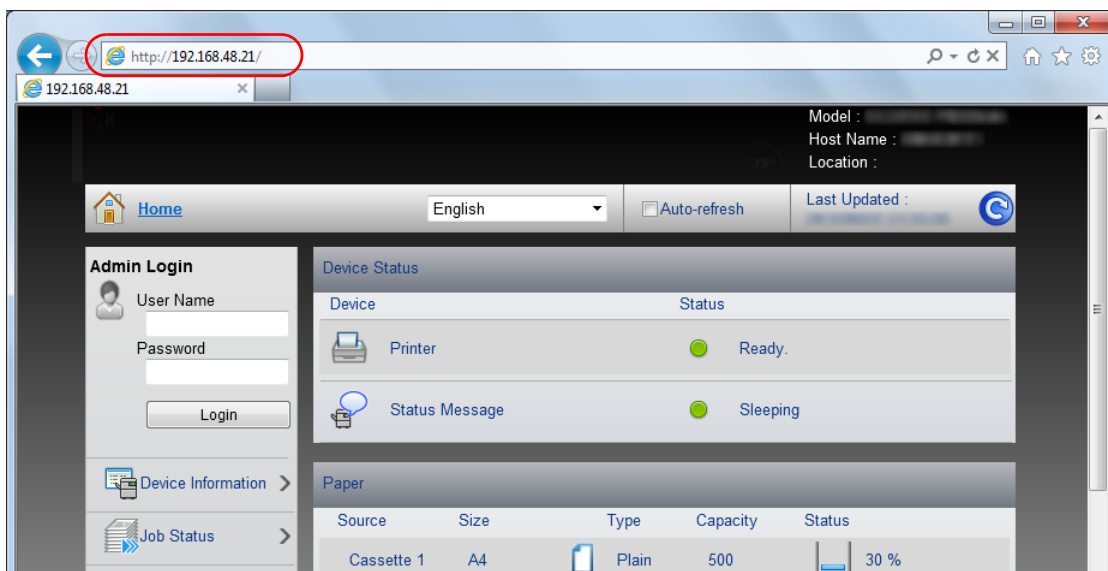 http://192.168.48.21/
192.168.48.21
Model :
Host Name :
Location :
Home English Auto-refresh Last Updated :
Admin Login
User Name
Password
Login
Device Information
Job Status
Device Status
Device Status
Printer Ready.
Status Message Sleeping
Paper
Source Size Type Capacity Status
Cassette 1 A4 Plain 500 30 %